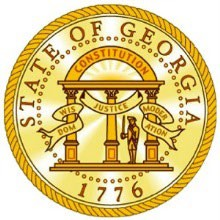 STATE OF GEORGIA
CONSTITUTION
WIS
DOM
JUSTICE
MODER
ATION
1776